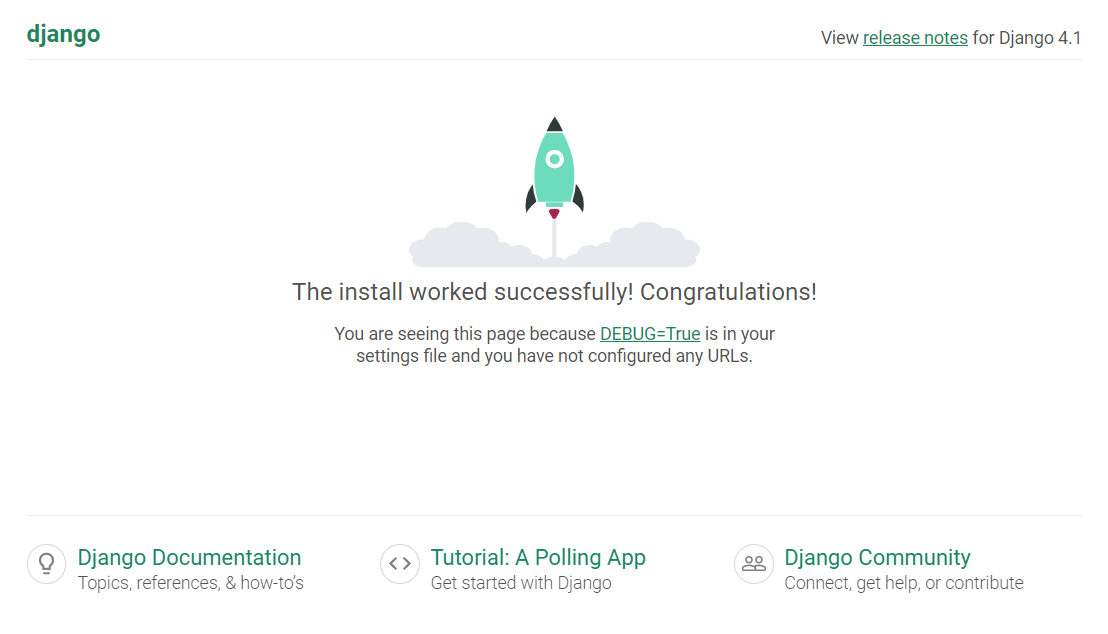 django
View release notes for Django 4.1
The install worked successfully! Congratulations!
You are seeing this page because DEBUG=True is in your
settings file and you have not configured any URLs.
Django Documentation
Topics, references, & how-to’s
Tutorial: A Polling App
Get started with Django
Django Community
Connect, get help, or contribute